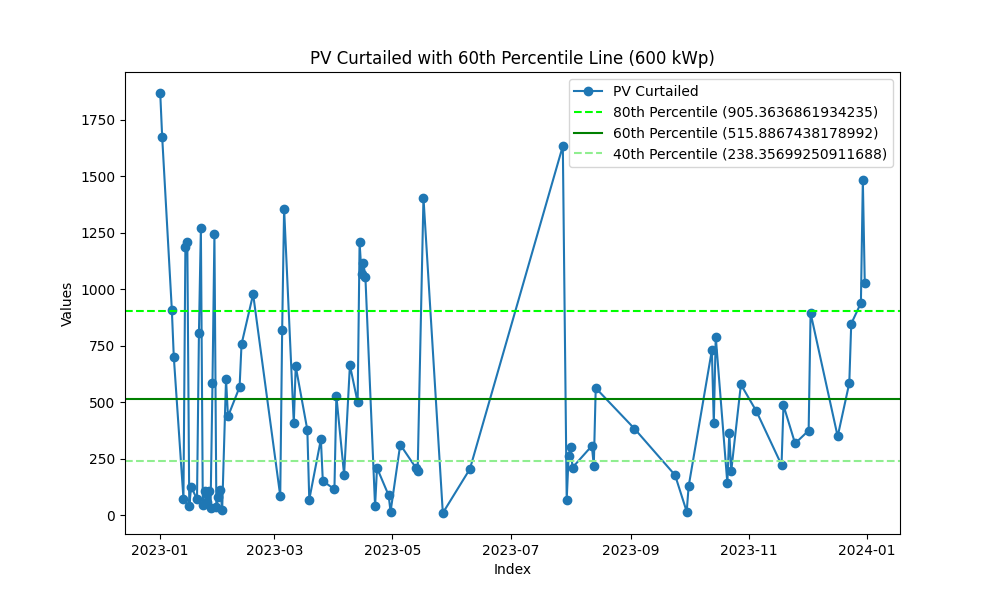 PV Curtailed with 60th Percentile Line (600 kWp)
PV Curtailed
80th Percentile (905.3636861934235)
60th Percentile (515.8867438178992)
40th Percentile (238.35699250911688)
Values
1750
1500
1250
1000
750
500
250
0
2023-01 2023-03 2023-05 2023-07 2023-09 2023-11 2024-01
Index